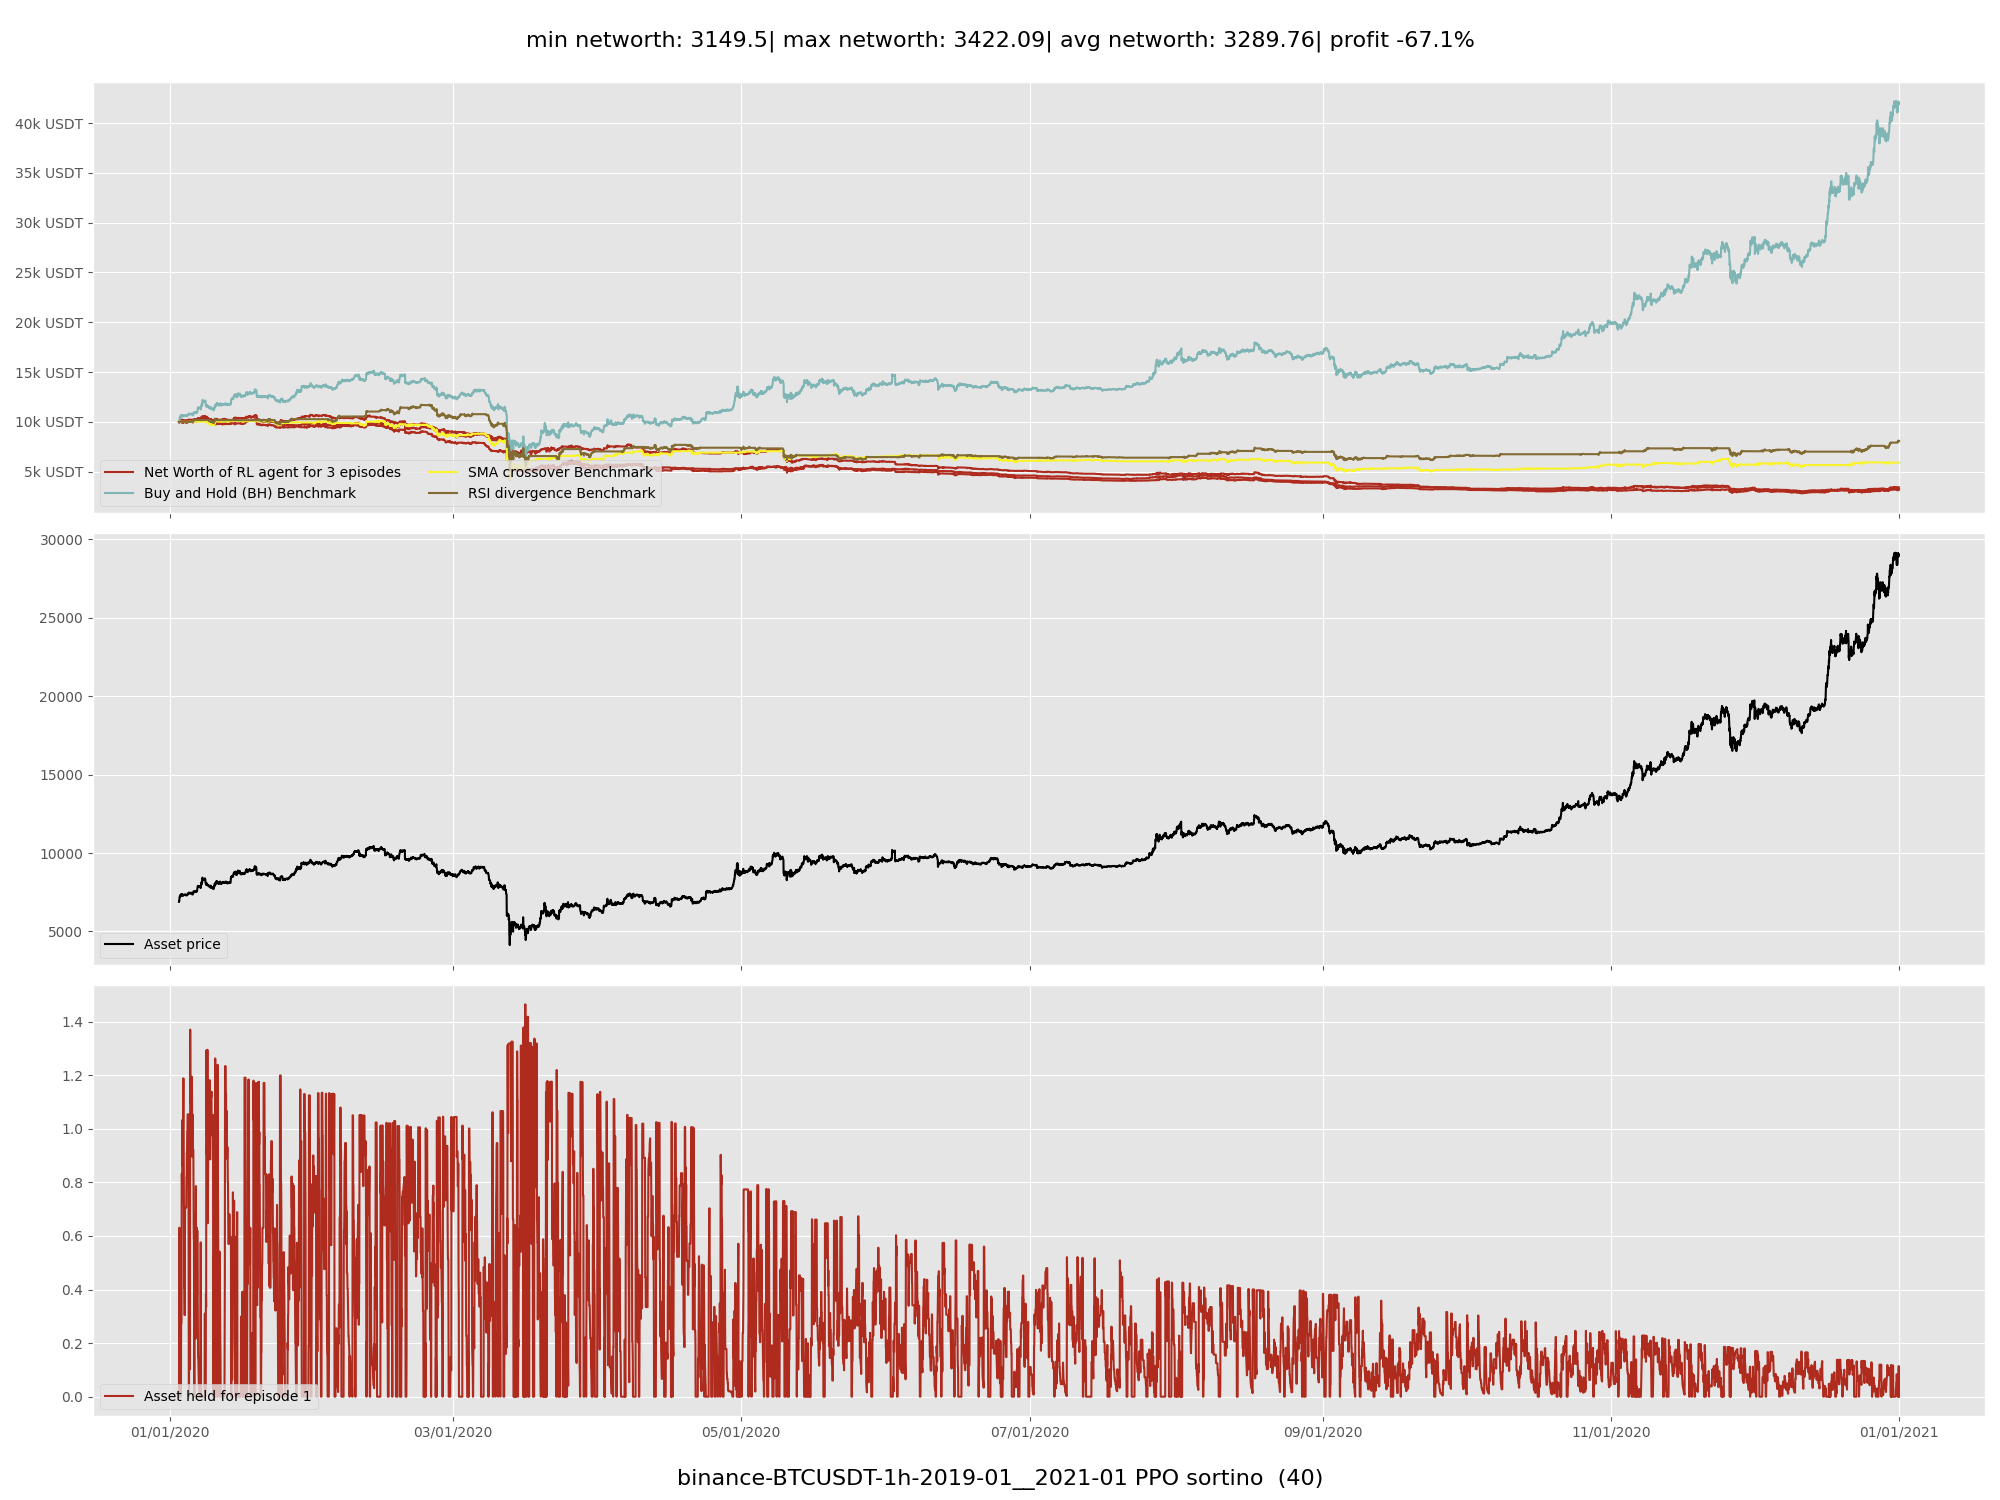 min networth: 3149.5| max networth: 3422.09| avg networth: 3289.76| profit -67.1%
40k USDT
35k USDT
30k USDT
25k USDT
20k USDT
15k USDT
10k USDT
5k USDT
Net Worth of RL agent for 3 episodes
Buy and Hold (BH) Benchmark
SMA crossover Benchmark
RSI divergence Benchmark
30000
25000
20000
15000
10000
5000
Asset price
1.4
1.2
1.0
0.8
0.6
0.4
0.2
0.0
Asset held for episode 1
01/01/2020 03/01/2020 05/01/2020 07/01/2020 09/01/2020 11/01/2020 01/01/2021
binance-BTCUSDT-1h-2019-01__2021-01 PPO sortino (40)